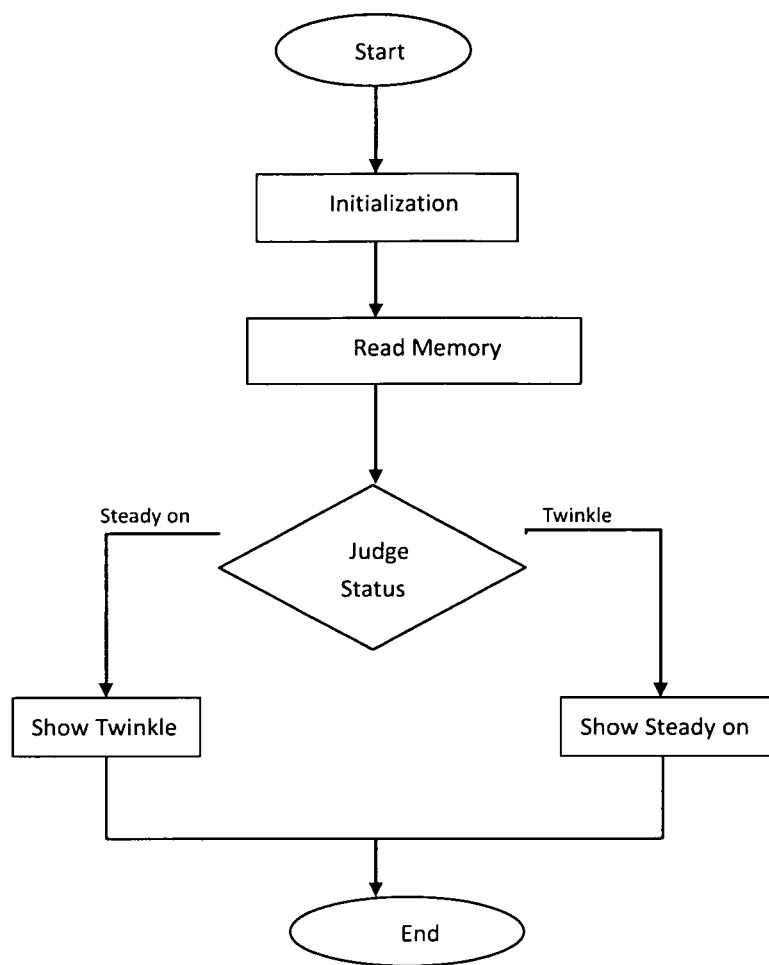 Start
Initialization
Read Memory
Steady on
Twinkle
Judge
Status
Show Twinkle
Show Steady on
End